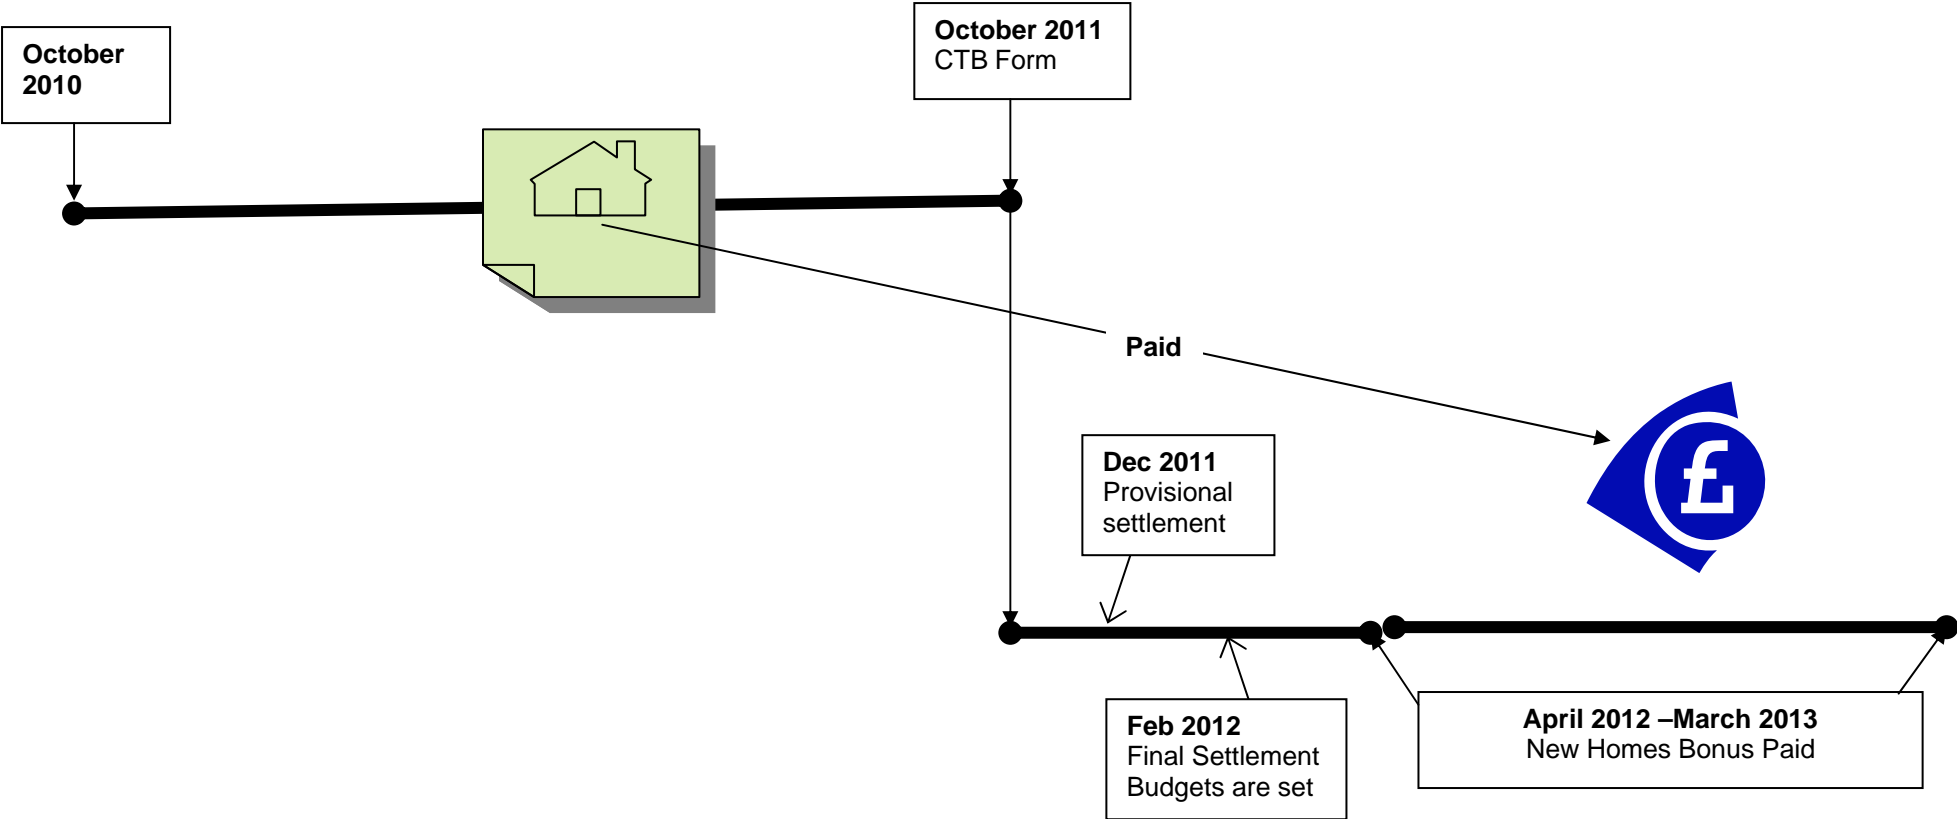 October
2010
October 2011
CTB Form
Paid
£
Dec 2011
Provisional
settlement
Feb 2012
Final Settlement
Budgets are set
April 2012 –March 2013
New Homes Bonus Paid